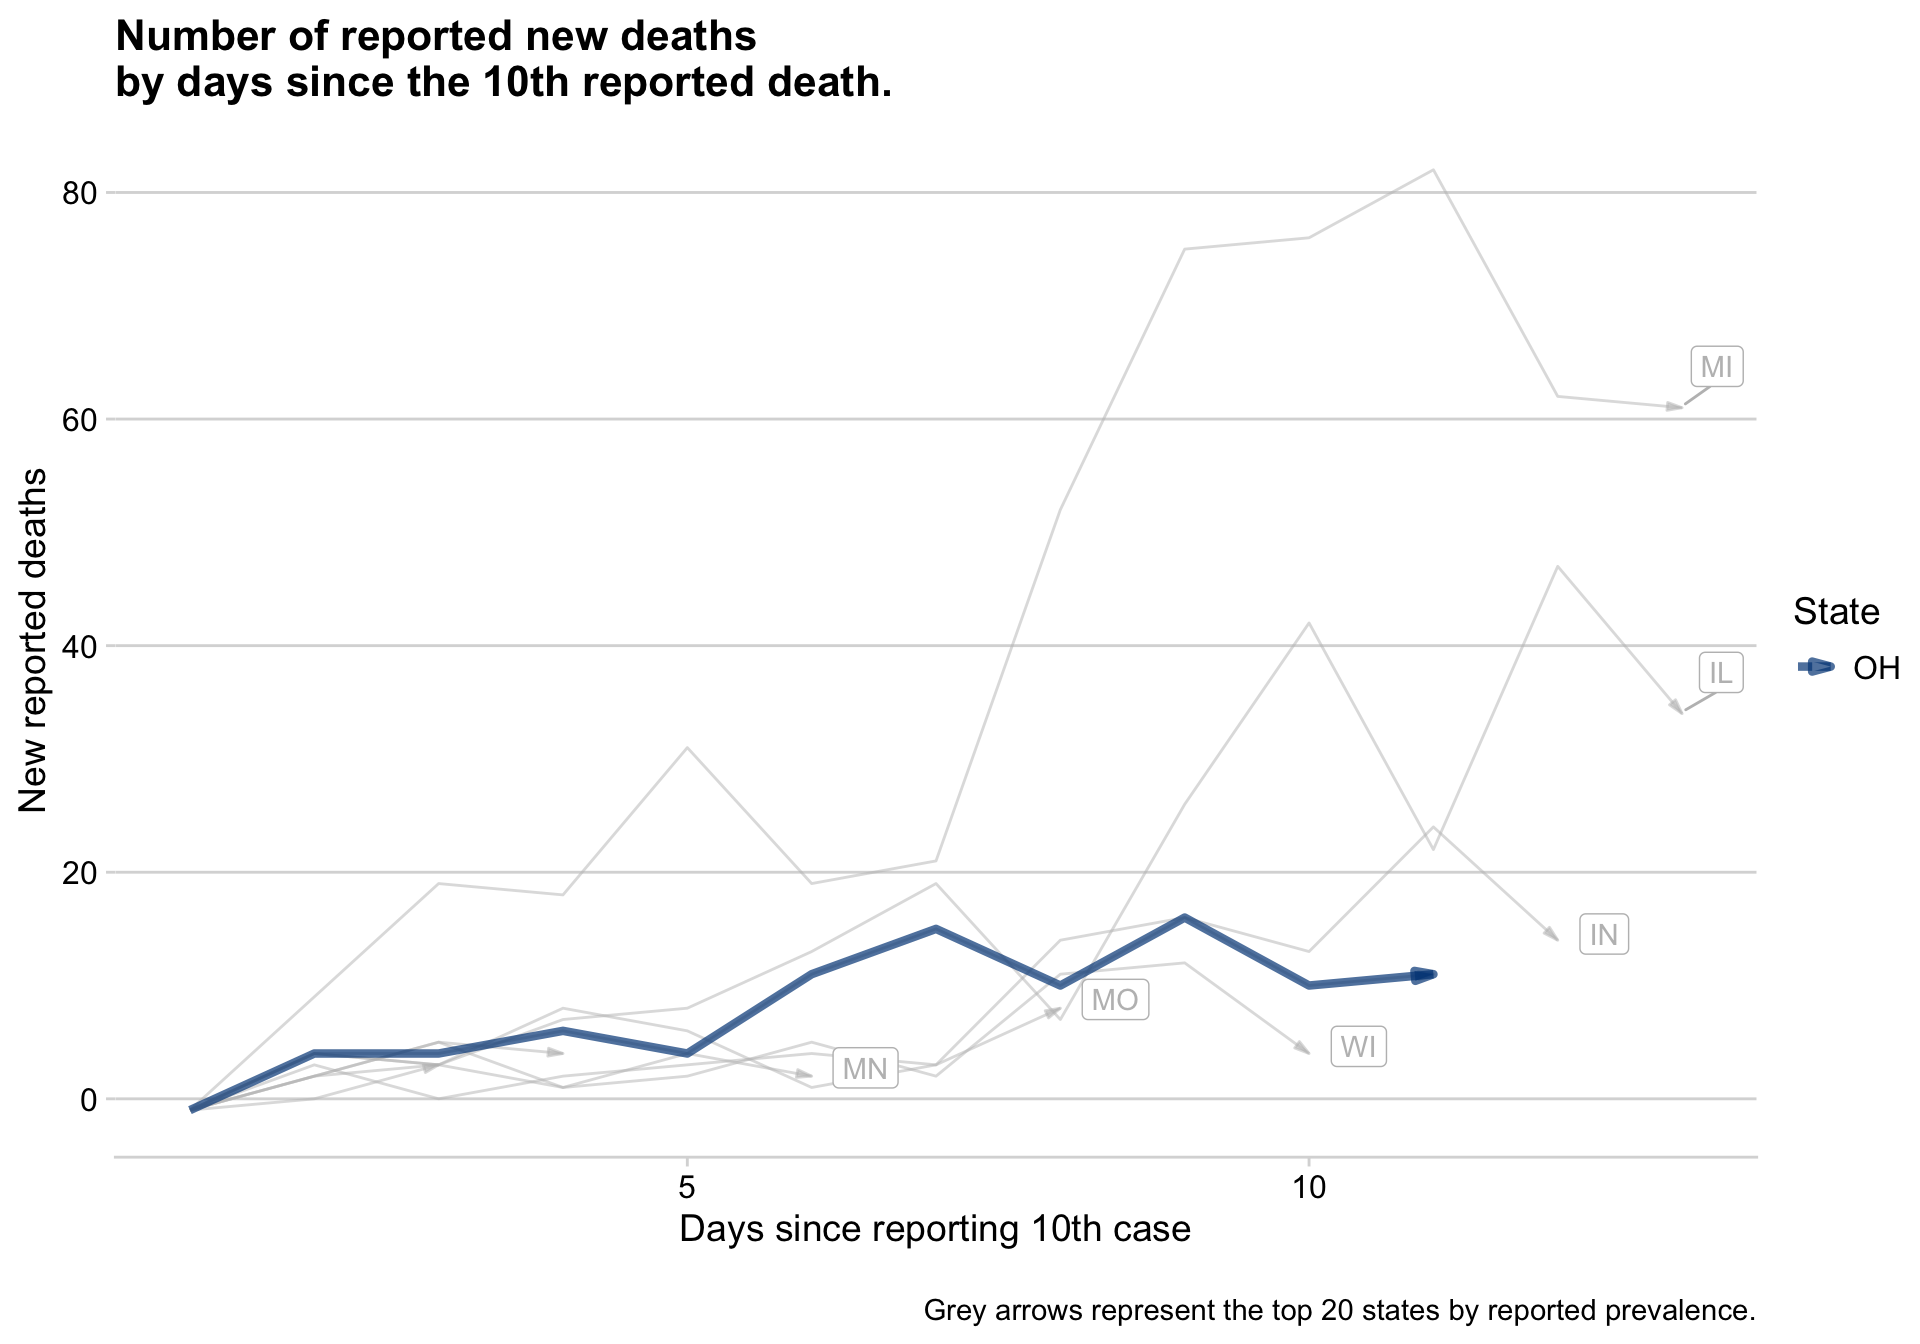 Number of reported new deaths
by days since the 10th reported death.
80
60
40
20
0
New reported deaths
MI
IL
IN
MO
WI
MN
State
OH
5
10
Days since reporting 10th case
Grey arrows represent the top 20 states by reported prevalence.